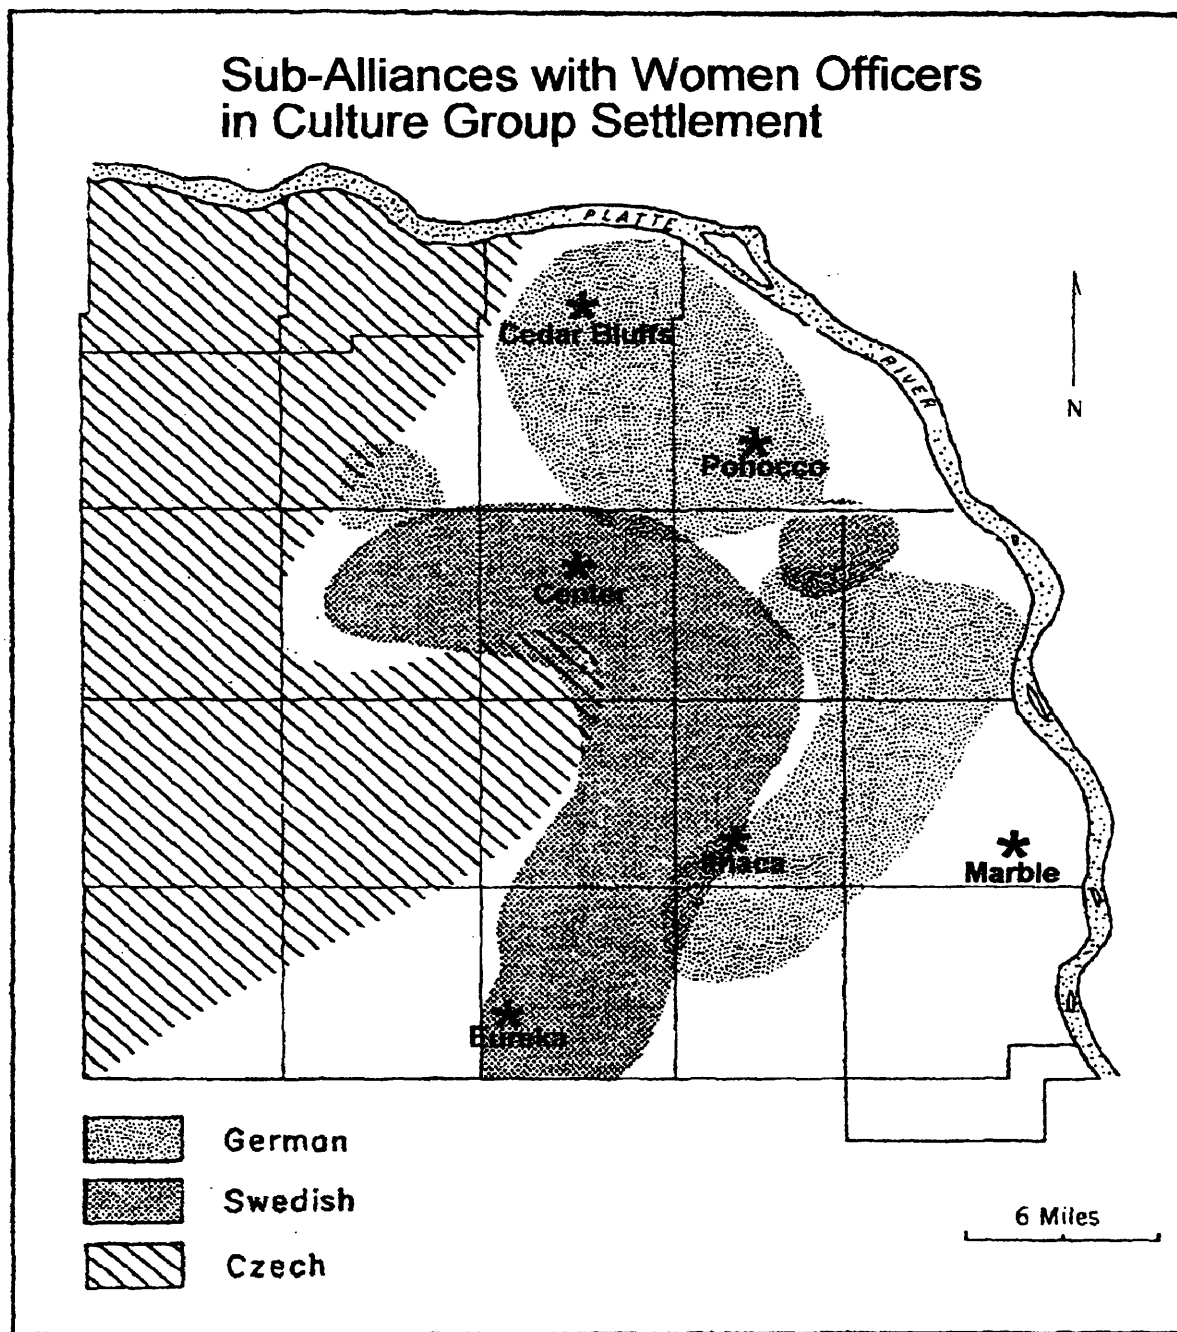 Sub-Alliances with Women Officers
in Culture Group Settlement
PLATTE
RIVER
Cedar Bluffs
N
Pohocco
Center
Ithaca
Marble
Eureka
German
Swedish
Czech
6 Miles